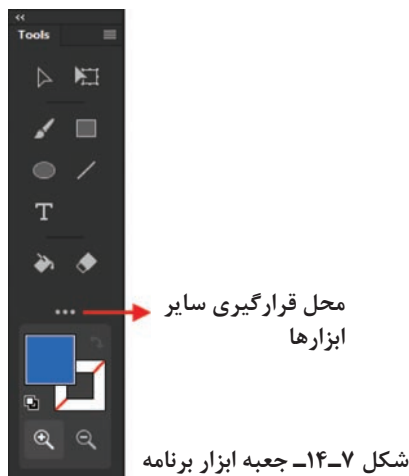 Tools
T
محل قرارگیری سایر
ابزارها
شکل ۷ـ۱۴ـ جعبه ابزار برنامه